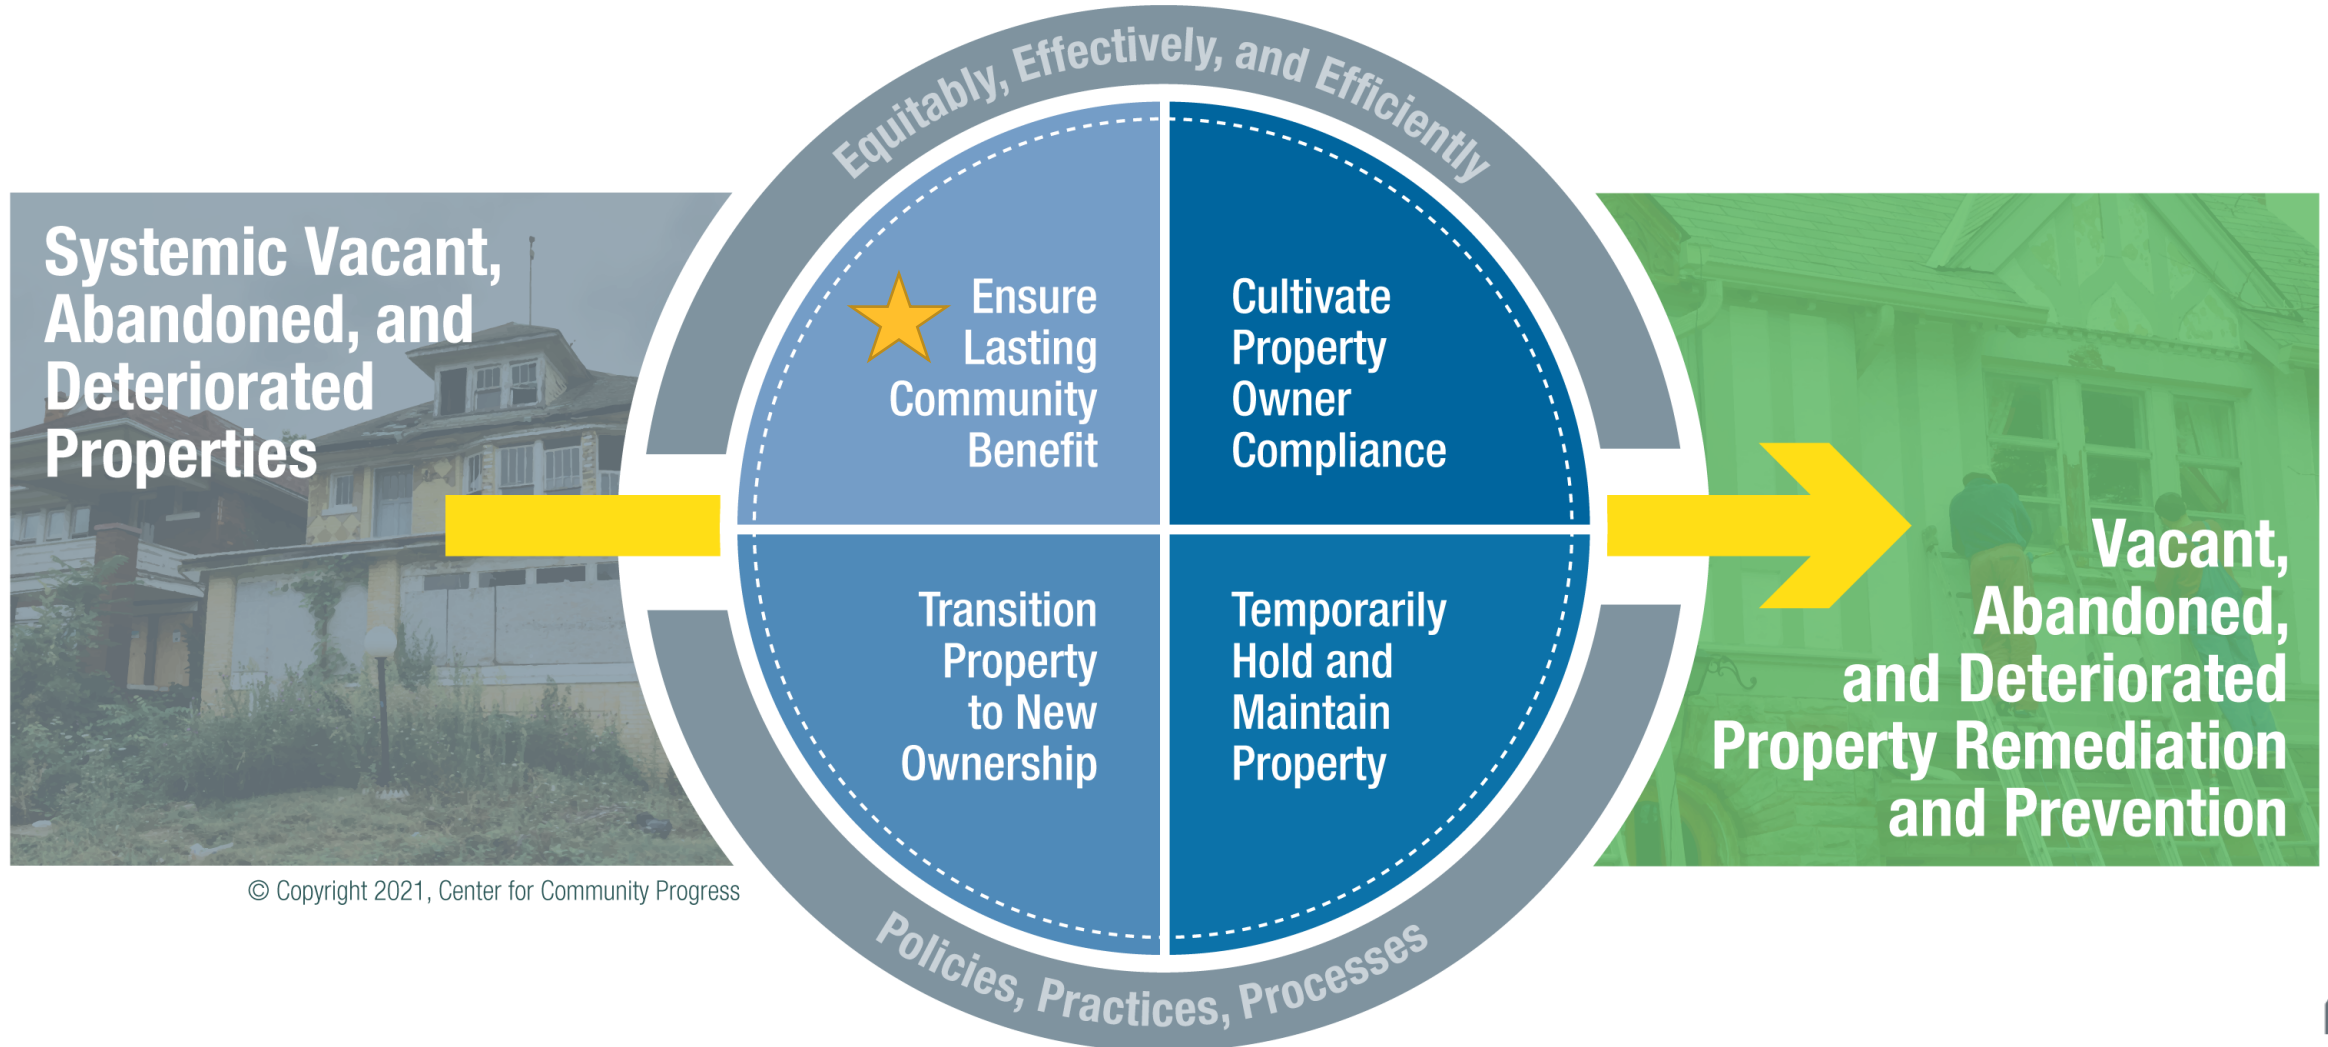 Equitably, Effectively, and Efficiently
Systemic Vacant,
Abandoned, and
Deteriorated
Properties
Ensure
Lasting
Community
Benefit
Cultivate
Property
Owner
Compliance
Transition
Property
to New
Ownership
Temporarily
Hold and
Maintain
Property
Vacant,
Abandoned,
and Deteriorated
Property Remediation
and Prevention
© Copyright 2021, Center for Community Progress
Policies, Practices, Processes